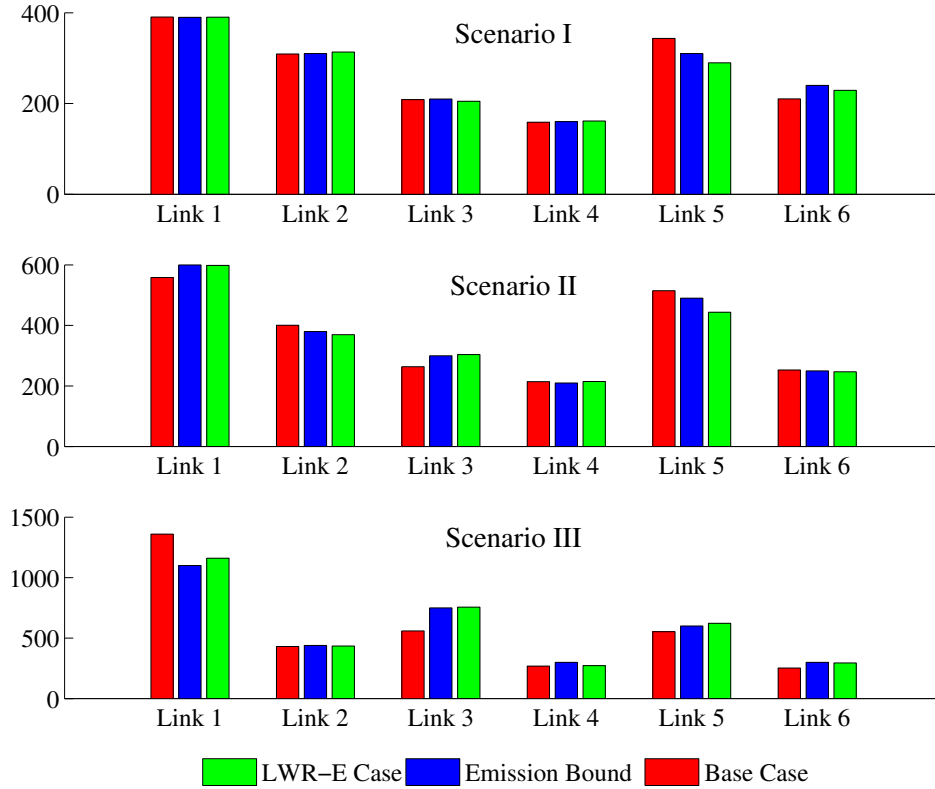 400
Scenario I
200
0
Link 1 Link 2 Link 3 Link 4 Link 5 Link 6
600
Scenario II
400
200
0
Link 1 Link 2 Link 3 Link 4 Link 5 Link 6
1500
Scenario III
1000
500
0
Link 1 Link 2 Link 3 Link 4 Link 5 Link 6
LWR−E Case Emission Bound Base Case